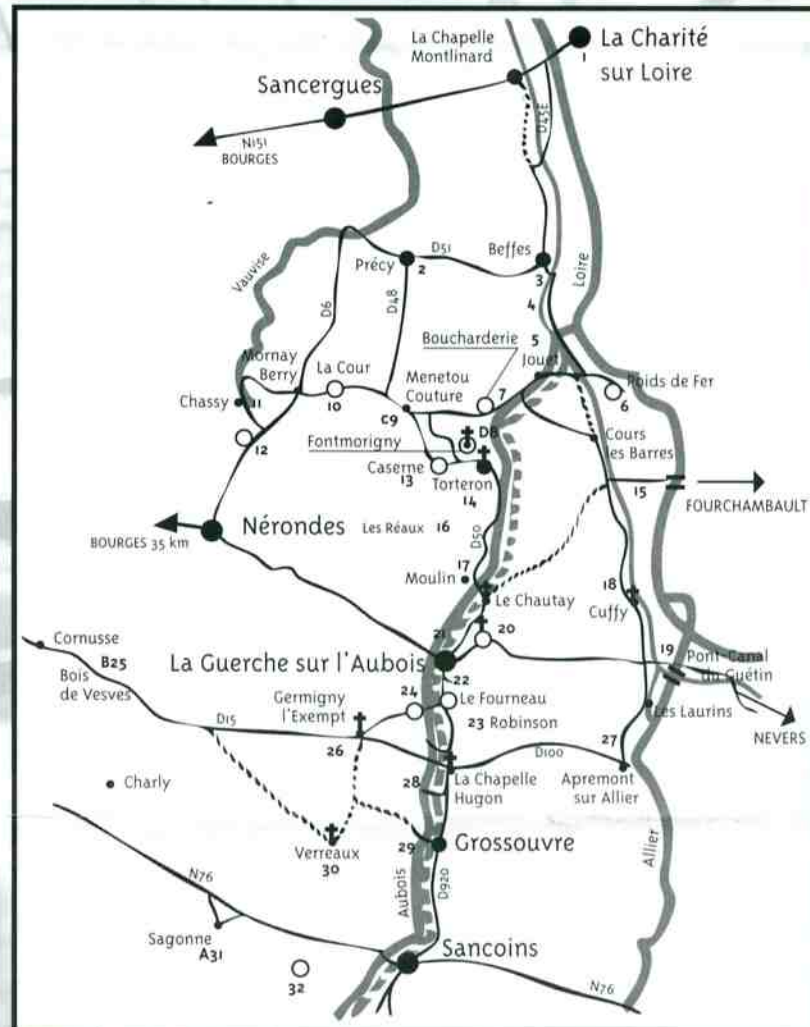 La Chapelle
Montlinard
La Charité
sur Loire
1
Sancergues
D45E
N151
BOURGES
Vauvise
Loire
D51
Beffes
Précy
2
3
4
D6
D48
Boucharderie
5
Jouet
Mornay
Berry
La Cour
Menetou
Couture
7
Poids de Fer
6
Chassy
11
10
C9
D8
12
Fontmorigny
Cours
les Barres
Caserne
13
Torteron
14
15
FOURCHAMBAULT
BOURGES 35 km
Nérondes
Les Réaux
16
D50
17
Moulin
Le Chautay
18
Cuffy
Cornusse
B25
Bois
de Vesves
21
20
19
Pont-Canal
du Guétin
La Guerche sur l'Aubois
22
Germigny
l'Exempt
24
Le Fourneau
23 Robinson
Les Laurins
NEVERS
D15
26
D100
27
Charly
28
La Chapelle
Hugon
Apremont
sur Allier
Verreaux
30
29
Grossouvre
Allier
N76
Aubois
D920
Sagonne
A31
Sancoins
32
N76